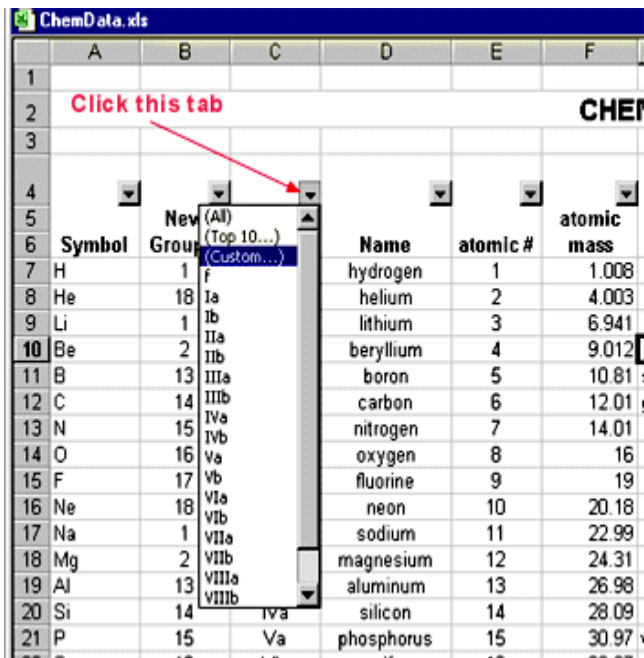 ChemData.xls
A B C D E F
1
2 Click this tab CHE
3
4
5 New atomic
6 Symbol Group Name atomic # mass
(All)
(Top 10...)
(Custom...)
f
Ia
Ib
IIa
IIb
IIIa
IIIb
IVa
IVb
Va
Vb
VIa
VIb
VIIa
VIIb
VIIIa
VIIIb
7 H 1 hydrogen 1 1.008
8 He 18 helium 2 4.003
9 Li 1 lithium 3 6.941
10 Be 2 beryllium 4 9.012
11 B 13 boron 5 10.81
12 C 14 carbon 6 12.01
13 N 15 nitrogen 7 14.01
14 O 16 oxygen 8 16
15 F 17 fluorine 9 19
16 Ne 18 neon 10 20.18
17 Na 1 sodium 11 22.99
18 Mg 2 magnesium 12 24.31
19 Al 13 aluminum 13 26.98
20 Si 14 IVa silicon 14 28.09
21 P 15 Va phosphorus 15 30.97